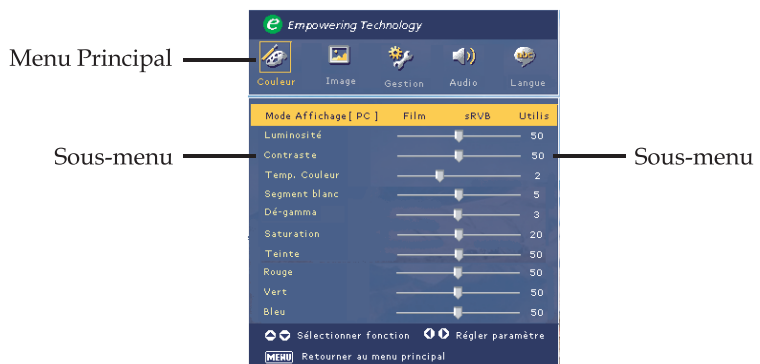 Empowering Technology
Menu Principal
Couleur Image Gestion Audio Langue
Mode Affichage [ PC ] Film sRVB Utilis
Luminosité 50
Sous-menu Contraste 50 Sous-menu
Temp. Couleur 2
Segment blanc 5
Dé-gamma 3
Saturation 20
Teinte 50
Rouge 50
Vert 50
Bleu 50
Sélectionner fonction Régler paramètre
MENU Retourner au menu principal